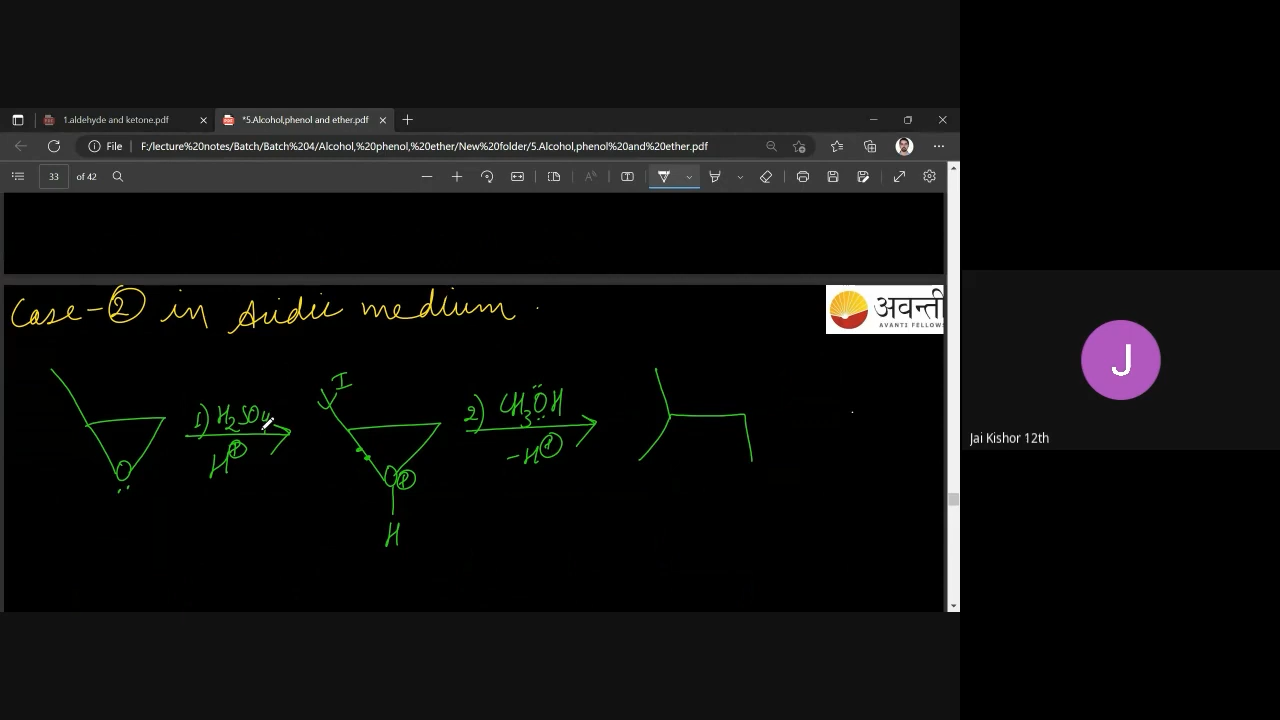 1.aldehyde and ketone.pdf
*5.Alcohol,phenol and ether.pdf
File F:/lecture%20notes/Batch/Batch%204/Alcohol,%20phenol,%20ether/New%20folder/5.Alcohol,phenol%20and%20ether.pdf
33 of 42
Case-② in Acidic medium.
अवन्ती
AVANTI FELLOW
I
1) H2SO4
H⊕
2) CH3OH
-H⊕
O
O⊕
H
J
Jai Kishor 12th